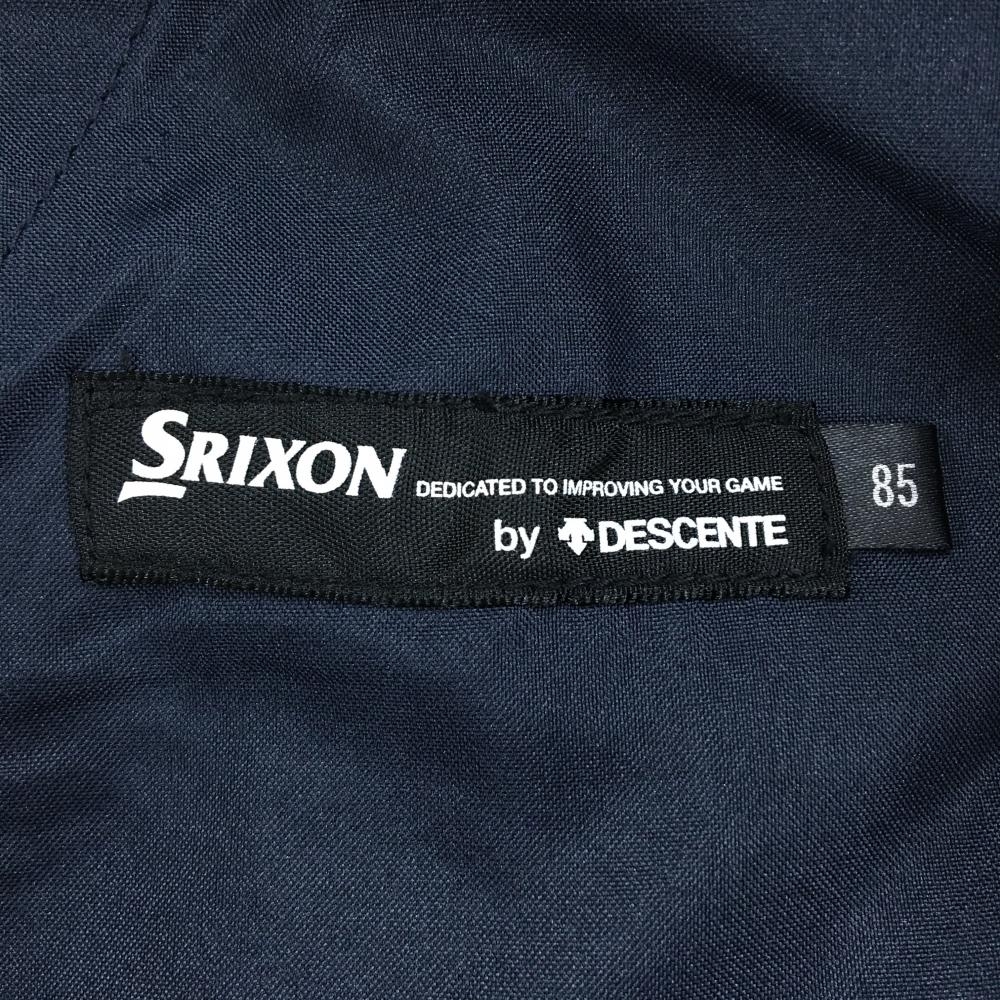 SRIXON DEDICATED TO IMPROVING YOUR GAME
by DESCENTE
85